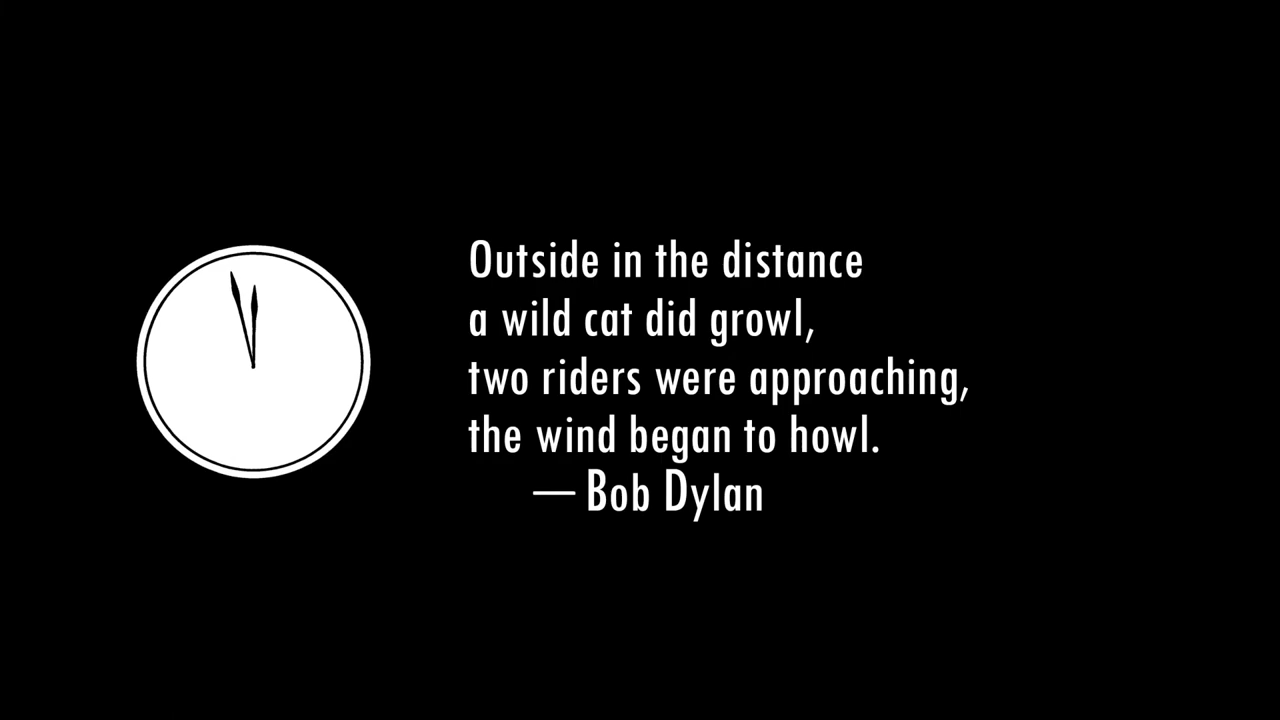 Outside in the distance
a wild cat did growl,
two riders were approaching,
the wind began to howl.
— Bob Dylan